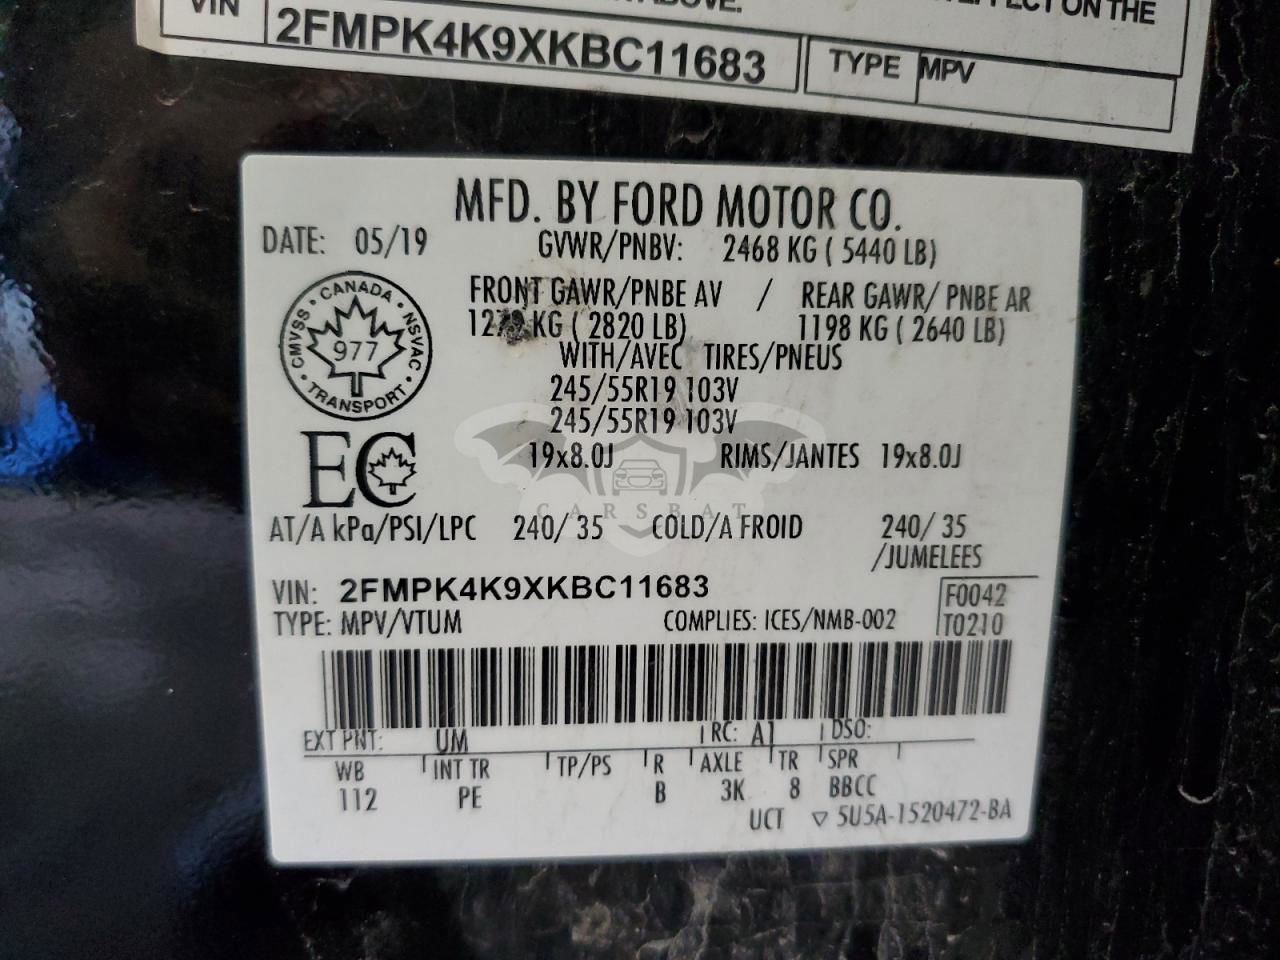 ABOVE.
EFFECT ON THE
VIN 2FMPK4K9XKBC11683 TYPE MPV
MFD. BY FORD MOTOR CO.
DATE: 05/19 GVWR/PNBV: 2468 KG ( 5440 LB)
FRONT GAWR/PNBE AV / REAR GAWR/ PNBE AR
KG ( 2820 LB) 1198 KG ( 2640 LB)
WITH/AVEC TIRES/PNEUS
245/55R19 103V
245/55R19 103V
19x8.0J RIMS/JANTES 19x8.0J
CANADA
CMVSS • NSVAC
977
TRANSPORT
EC
CARSBAT
AT/A kPa/PSI/LPC 240/ 35 COLD/A FROID 240/ 35
/JUMELEES
VIN: 2FMPK4K9XKBC11683 F0042
TYPE: MPV/VTUM COMPLIES: ICES/NMB-002 T0210
EXT PNT: UM RC: A1 DSO:
WB INT TR TP/PS R AXLE TR SPR
112 PE B 3K 8 BBCC
UCT ▽ 5U5A-1520472-BA